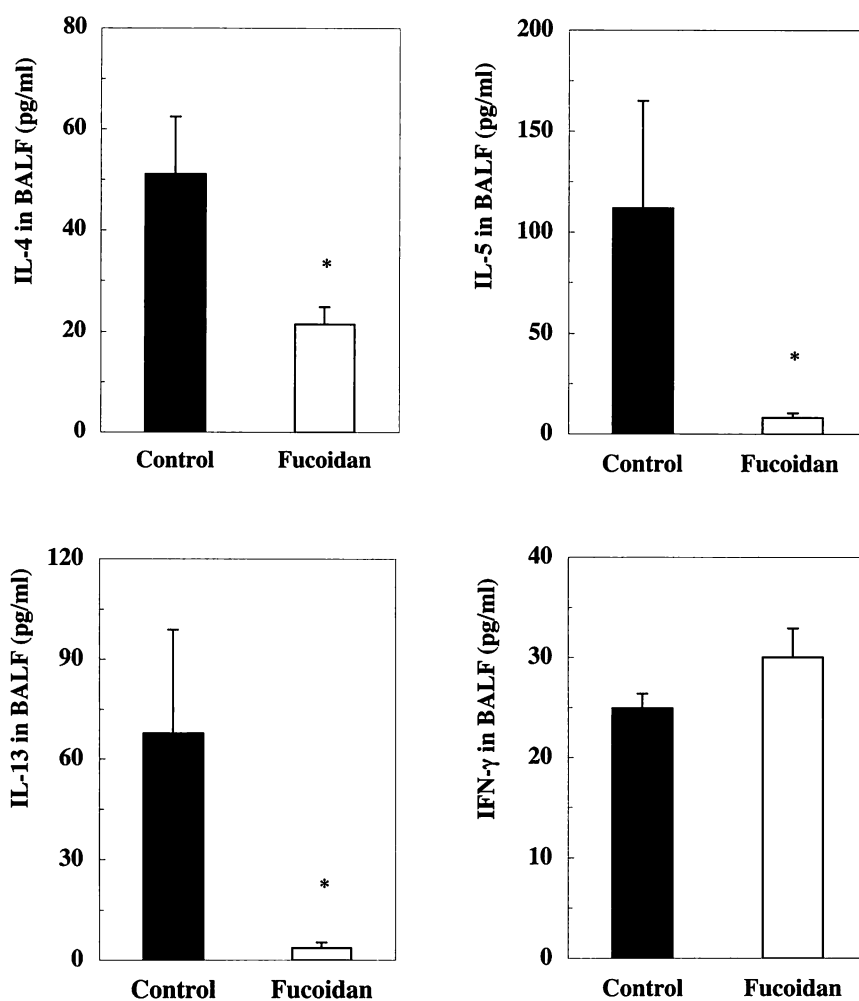 IL-4 in BALF (pg/ml)
80
60
40
20
0
*
Control Fucoidan
IL-5 in BALF (pg/ml)
200
150
100
50
0
*
Control Fucoidan
IL-13 in BALF (pg/ml)
120
90
60
30
0
*
Control Fucoidan
IFN-γ in BALF (pg/ml)
40
30
20
10
0
Control Fucoidan